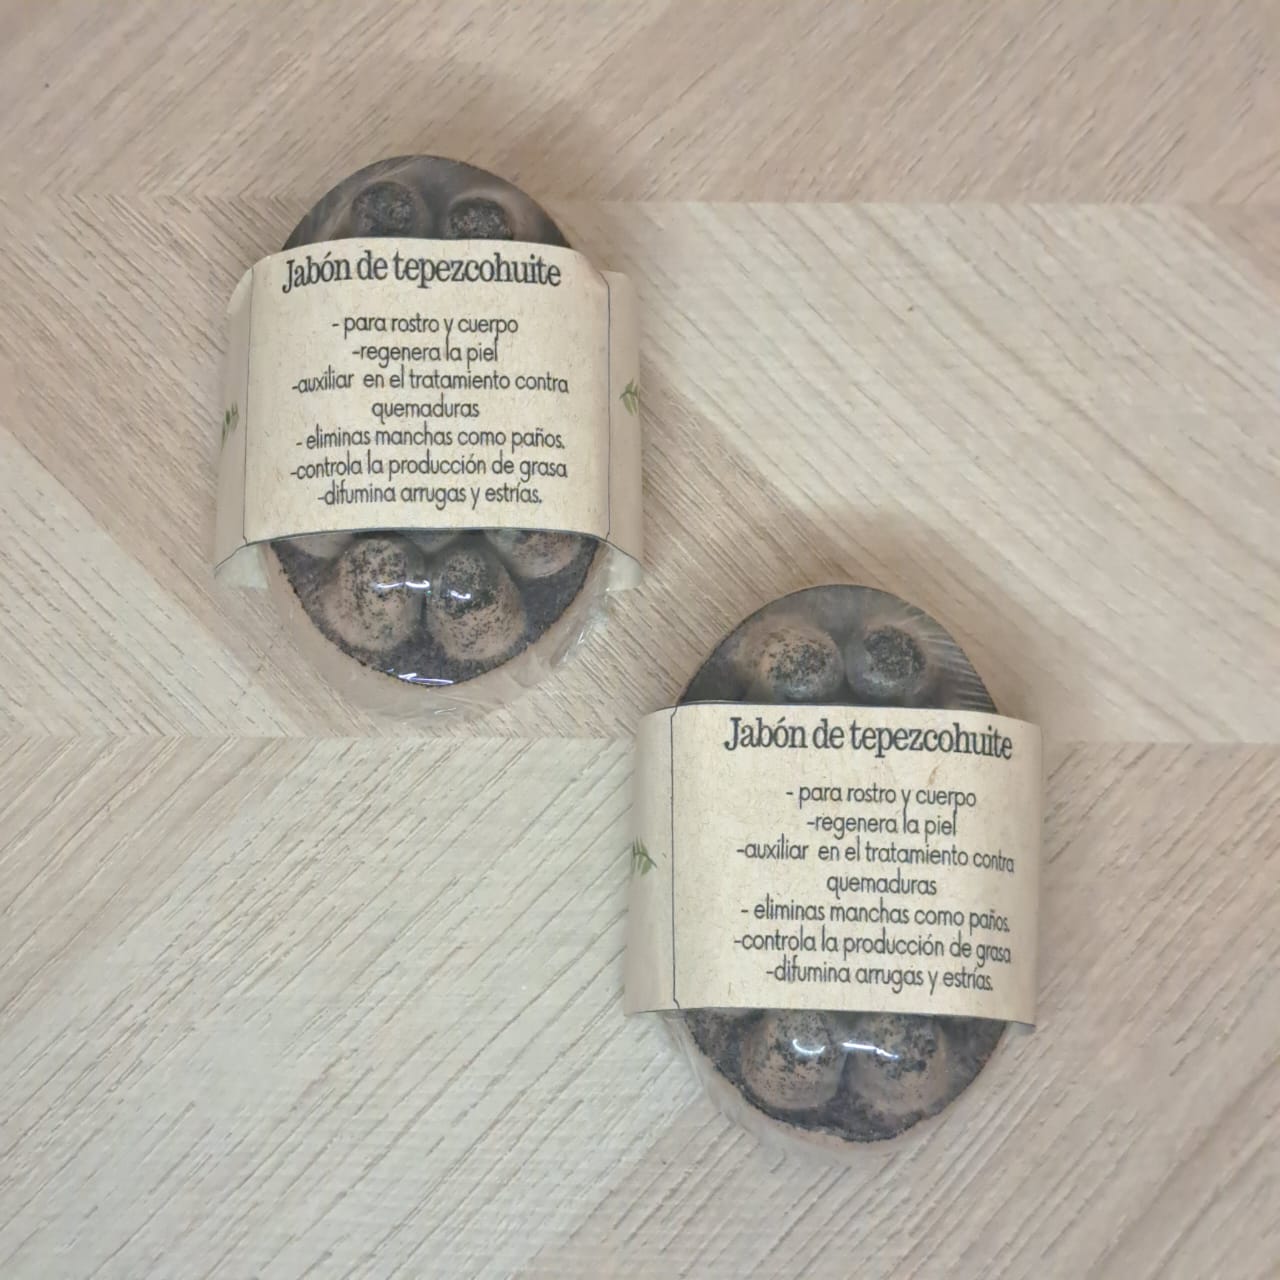 Jabón de tepezcohuite
- para rostro y cuerpo
-regenera la piel
-auxiliar en el tratamiento contra
quemaduras
- eliminas manchas como paños.
-controla la producción de grasa
-difumina arrugas y estrías.
Jabón de tepezcohuite
- para rostro y cuerpo
-regenera la piel
-auxiliar en el tratamiento contra
quemaduras
- eliminas manchas como paños.
-controla la producción de grasa
-difumina arrugas y estrías.